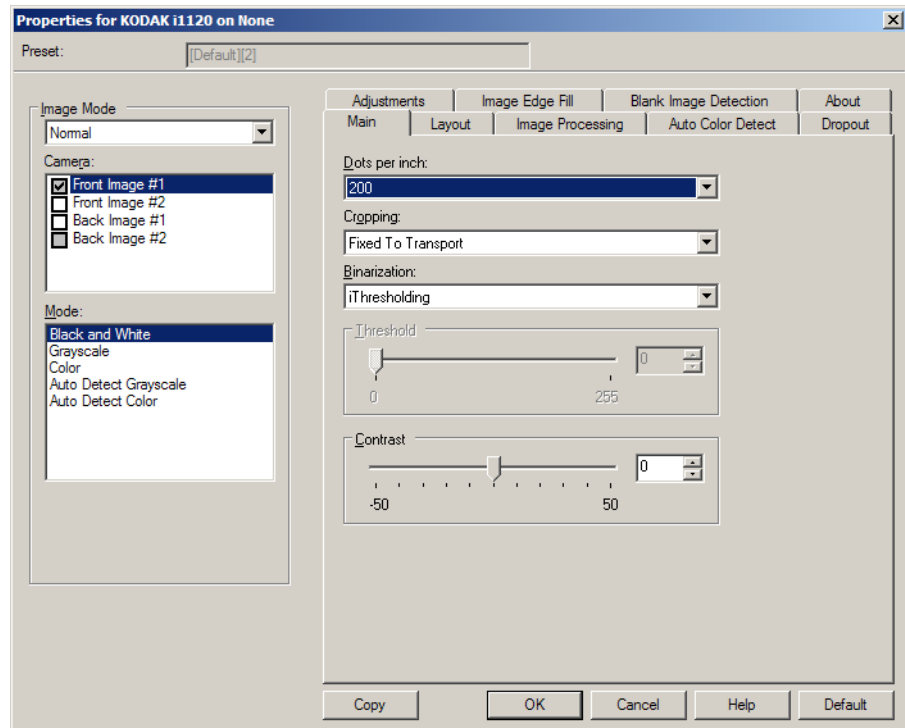 Properties for KODAK i1120 on None
Preset:
[Default][2]
Image Mode
Normal
Camera:
Front Image #1
Front Image #2
Back Image #1
Back Image #2
Mode:
Black and White
Grayscale
Color
Auto Detect Grayscale
Auto Detect Color
Adjustments
Image Edge Fill
Blank Image Detection
About
Main
Layout
Image Processing
Auto Color Detect
Dropout
Dots per inch:
200
Cropping:
Fixed To Transport
Binarization:
iThresholding
Threshold
0
0
255
Contrast
0
-50
50
Copy
OK
Cancel
Help
Default